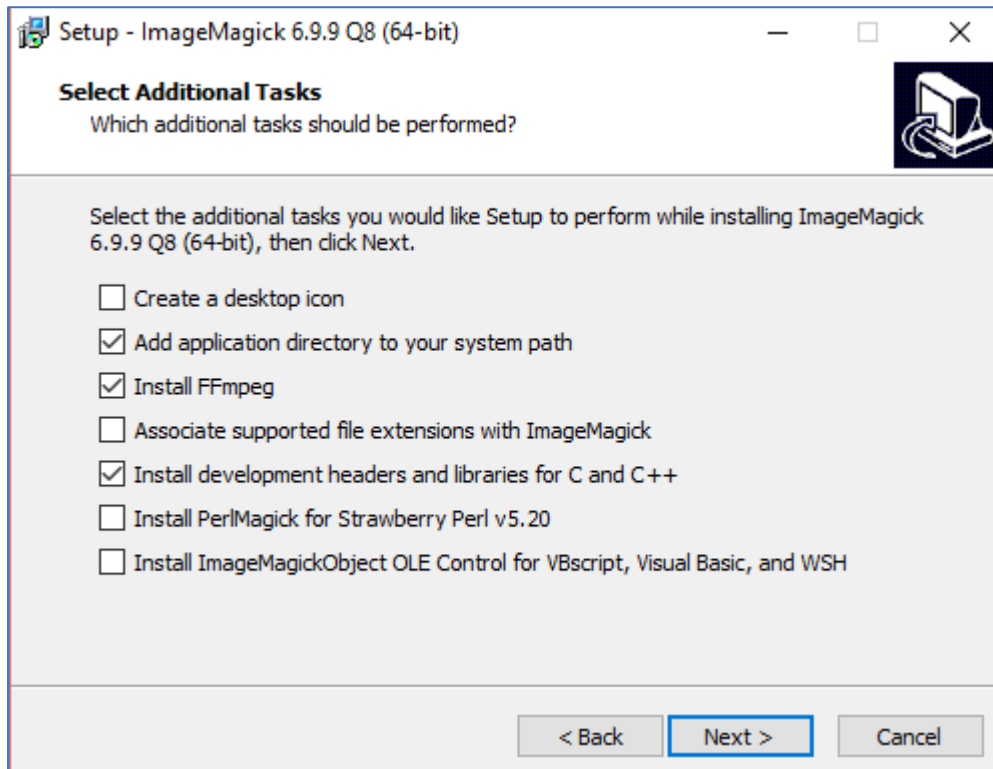 Setup - ImageMagick 6.9.9 Q8 (64-bit)
Select Additional Tasks
Which additional tasks should be performed?
Select the additional tasks you would like Setup to perform while installing ImageMagick
6.9.9 Q8 (64-bit), then click Next.
Create a desktop icon
Add application directory to your system path
Install FFmpeg
Associate supported file extensions with ImageMagick
Install development headers and libraries for C and C++
Install PerlMagick for Strawberry Perl v5.20
Install ImageMagickObject OLE Control for VBscript, Visual Basic, and WSH
< Back Next > Cancel